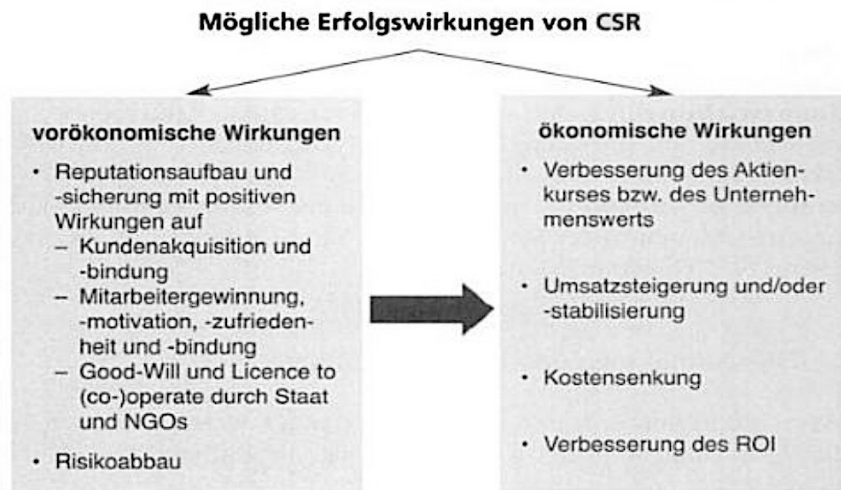 Mögliche Erfolgswirkungen von CSR
vorökonomische Wirkungen
• Reputationsaufbau und
-sicherung mit positiven
Wirkungen auf
– Kundenakquisition und
-bindung
– Mitarbeitergewinnung,
-motivation, -zufrieden-
heit und -bindung
– Good-Will und Licence to
(co-)operate durch Staat
und NGOs
• Risikoabbau
ökonomische Wirkungen
• Verbesserung des Aktien-
kurses bzw. des Unterneh-
menswerts
• Umsatzsteigerung und/oder
-stabilisierung
• Kostensenkung
• Verbesserung des ROI